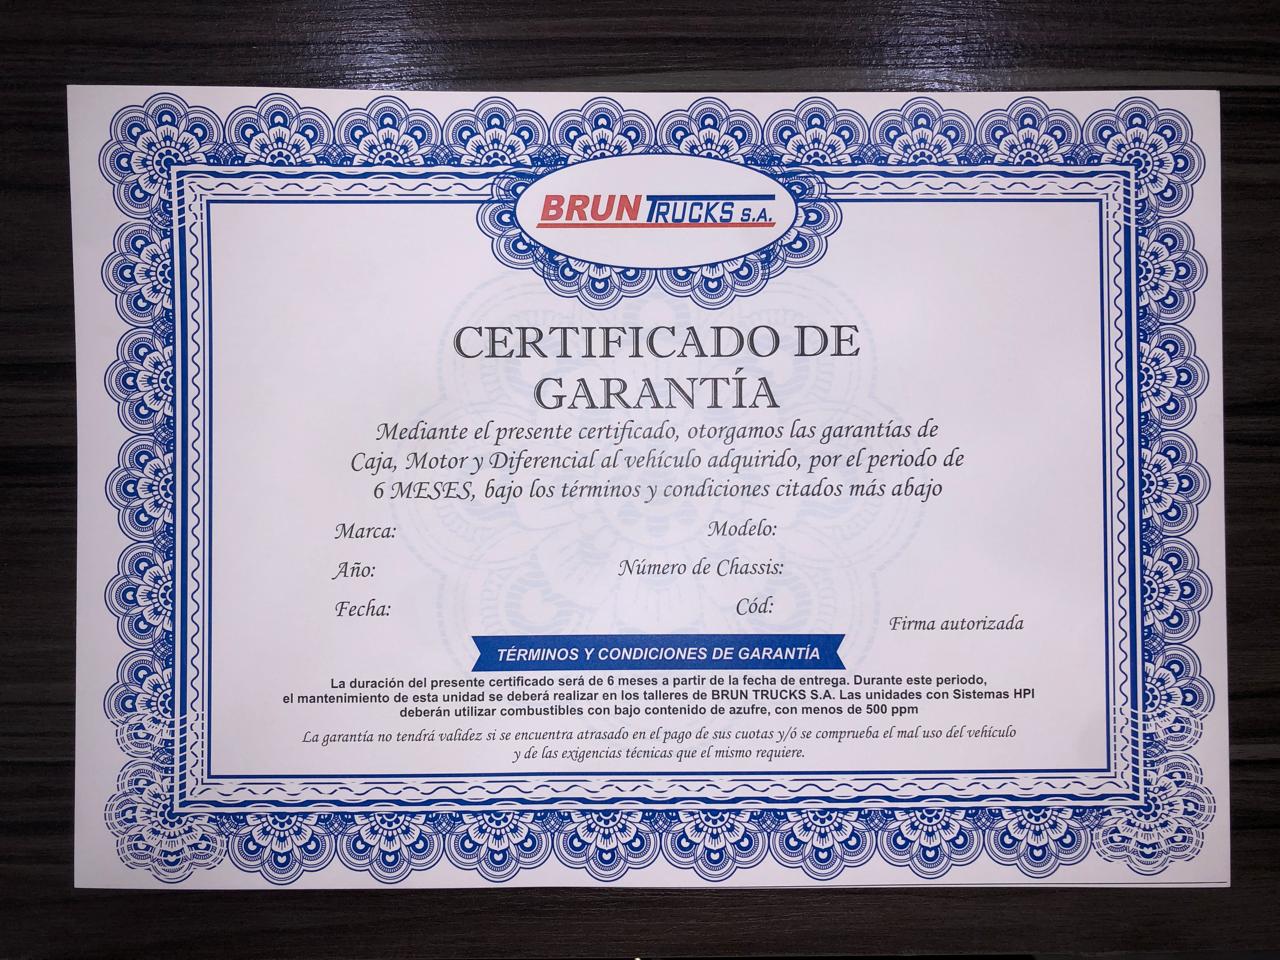 BRUN TRUCKS S.A.
CERTIFICADO DE
GARANTÍA
Mediante el presente certificado, otorgamos las garantías de
Caja, Motor y Diferencial al vehículo adquirido, por el periodo de
6 MESES, bajo los términos y condiciones citados más abajo
Marca: Modelo:
Año: Número de Chassis:
Fecha: Cód:
Firma autorizada
TÉRMINOS Y CONDICIONES DE GARANTÍA
La duración del presente certificado será de 6 meses a partir de la fecha de entrega. Durante este periodo,
el mantenimiento de esta unidad se deberá realizar en los talleres de BRUN TRUCKS S.A. Las unidades con Sistemas HPI
deberán utilizar combustibles con bajo contenido de azufre, con menos de 500 ppm
La garantía no tendrá validez si se encuentra atrasado en el pago de sus cuotas y/ó se comprueba el mal uso del vehículo
y de las exigencias técnicas que el mismo requiere.